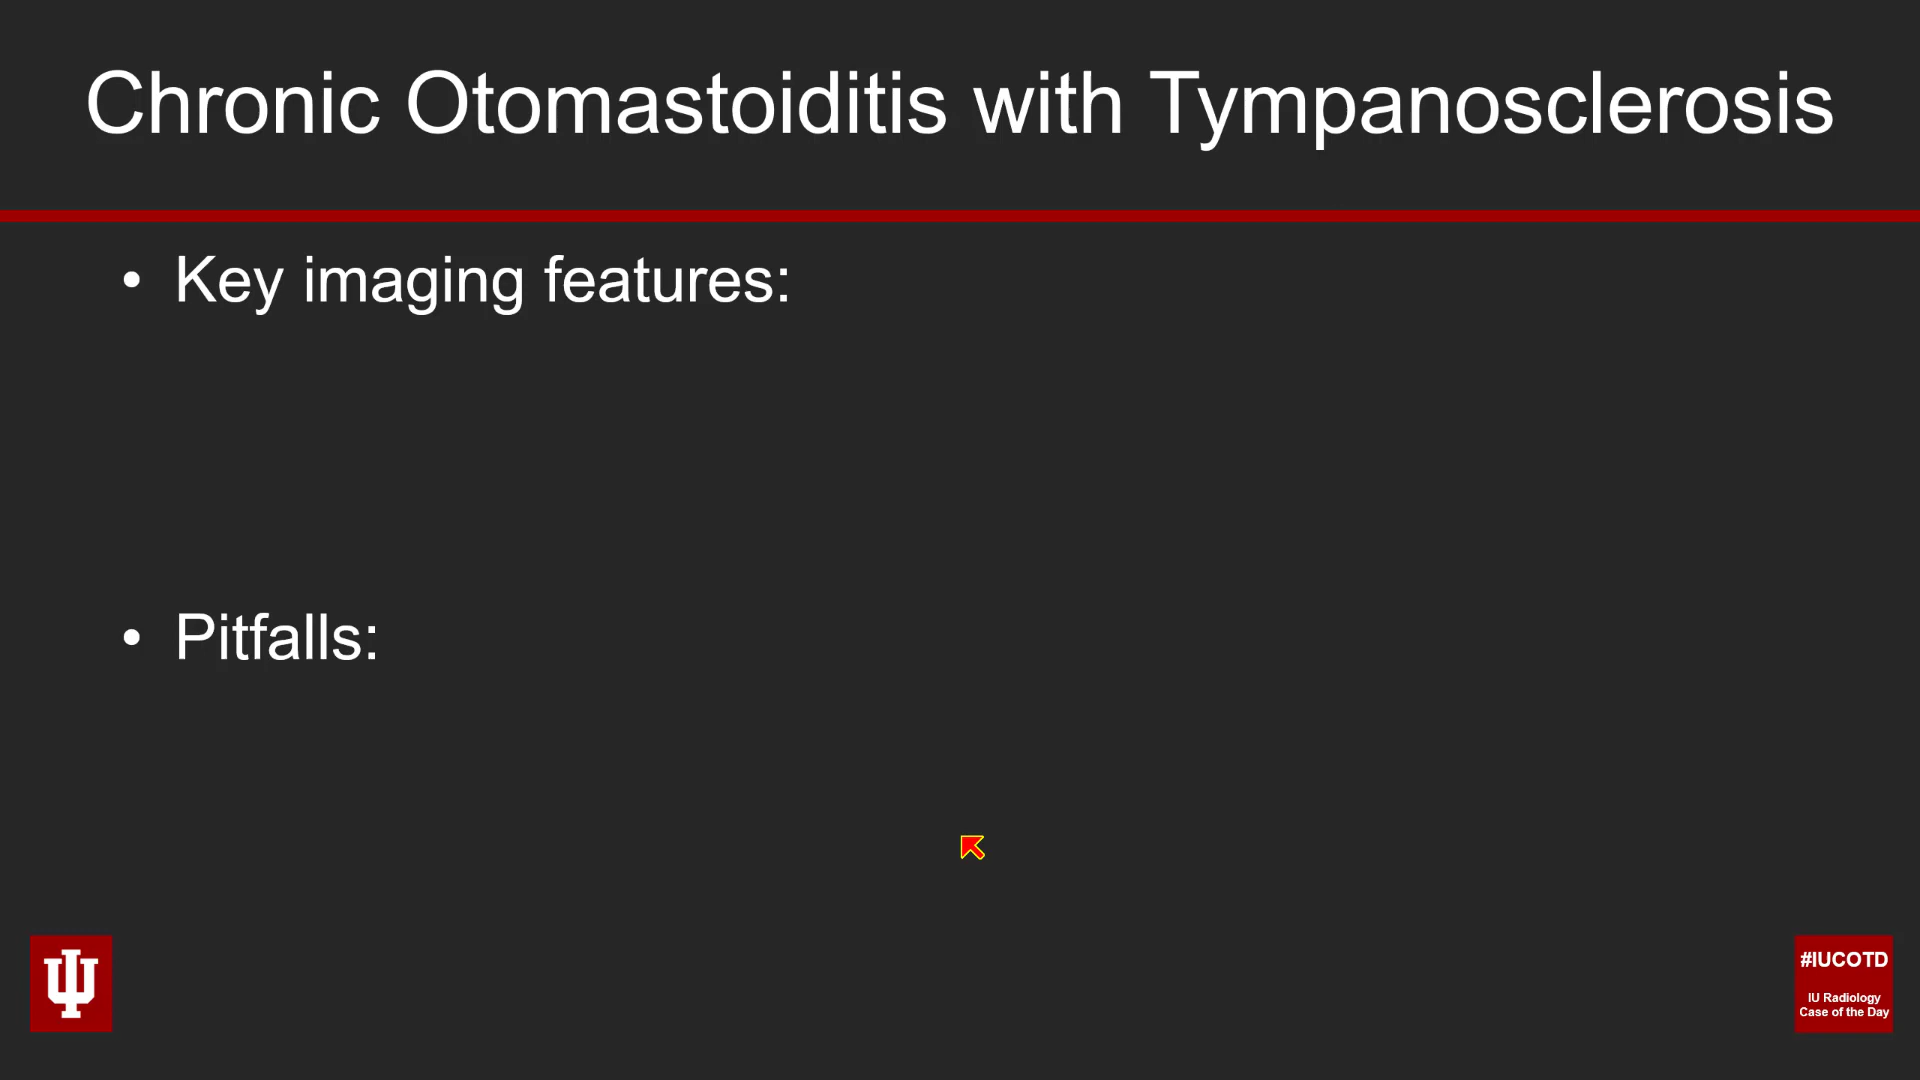 Chronic Otomastoiditis with Tympanosclerosis
• Key imaging features:
• Pitfalls:
#IUCOTD
IU Radiology
Case of the Day